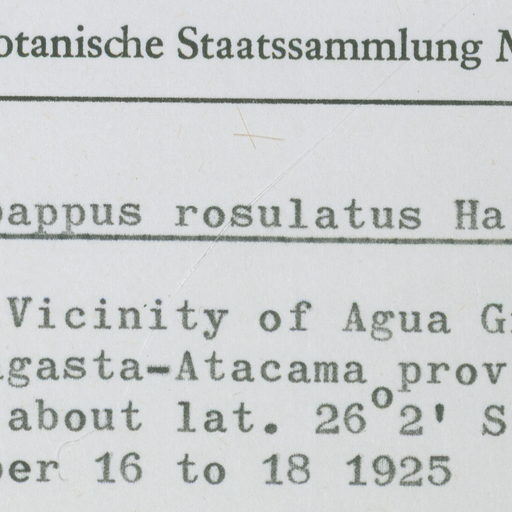 otanische Staatssammlung M
pappus rosulatus Ha
Vicinity of Agua G
gasta-Atacama prov
about lat. 26°2' S
ber 16 to 18 1925